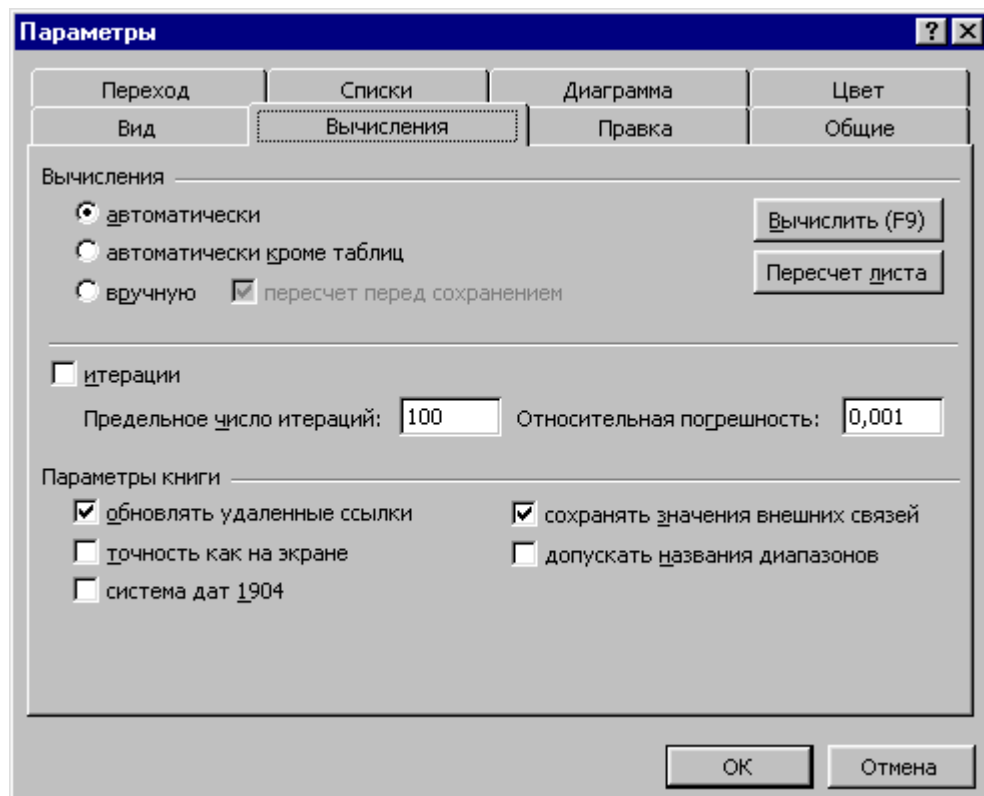 Параметры
Переход Списки Диаграмма Цвет
Вид Вычисления Правка Общие
Вычисления
автоматически Вычислить (F9)
автоматически кроме таблиц Пересчет листа
вручную пересчет перед сохранением
итерации
Предельное число итераций: 100 Относительная погрешность: 0,001
Параметры книги
обновлять удаленные ссылки сохранять значения внешних связей
точность как на экране допускать названия диапазонов
система дат 1904
ОК Отмена